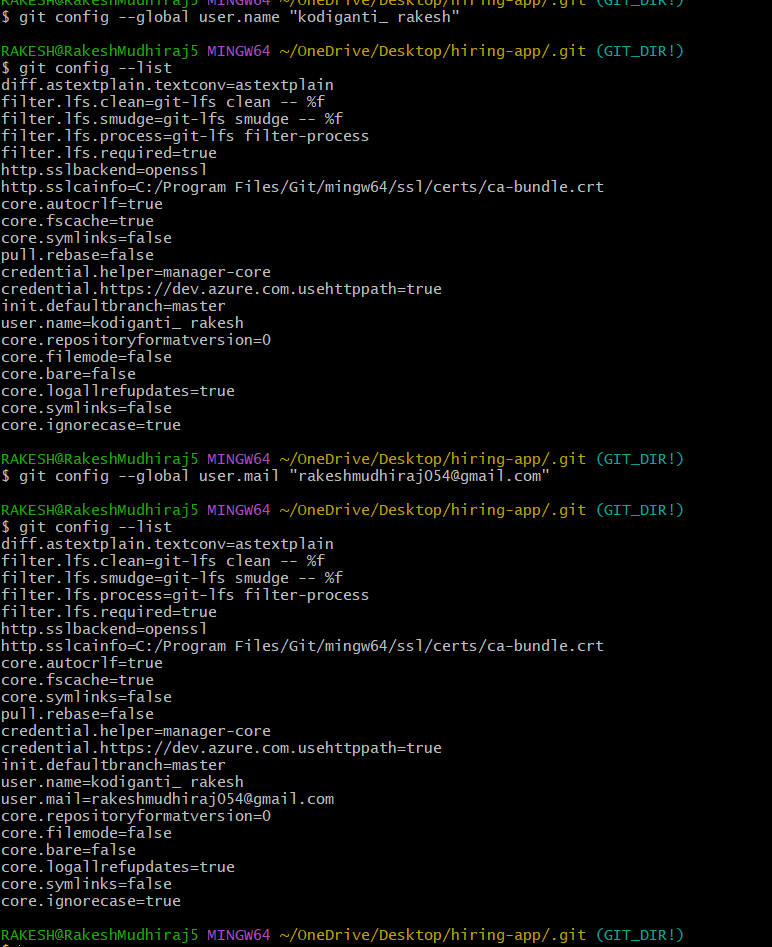 RAKESH@RakeshMudhiraj5 MINGW64 ~/OneDrive/Desktop/hiring-app/.git (GIT_DIR!)
$ git config --global user.name "kodiganti_ rakesh"
RAKESH@RakeshMudhiraj5 MINGW64 ~/OneDrive/Desktop/hiring-app/.git (GIT_DIR!)
$ git config --list
diff.astextplain.textconv=astextplain
filter.lfs.clean=git-lfs clean -- %f
filter.lfs.smudge=git-lfs smudge -- %f
filter.lfs.process=git-lfs filter-process
filter.lfs.required=true
http.sslbackend=openssl
http.sslcainfo=C:/Program Files/Git/mingw64/ssl/certs/ca-bundle.crt
core.autocrlf=true
core.fscache=true
core.symlinks=false
pull.rebase=false
credential.helper=manager-core
credential.https://dev.azure.com.usehttppath=true
init.defaultbranch=master
user.name=kodiganti_ rakesh
core.repositoryformatversion=0
core.filemode=false
core.bare=false
core.logallrefupdates=true
core.symlinks=false
core.ignorecase=true
RAKESH@RakeshMudhiraj5 MINGW64 ~/OneDrive/Desktop/hiring-app/.git (GIT_DIR!)
$ git config --global user.mail "rakeshmudhiraj054@gmail.com"
RAKESH@RakeshMudhiraj5 MINGW64 ~/OneDrive/Desktop/hiring-app/.git (GIT_DIR!)
$ git config --list
diff.astextplain.textconv=astextplain
filter.lfs.clean=git-lfs clean -- %f
filter.lfs.smudge=git-lfs smudge -- %f
filter.lfs.process=git-lfs filter-process
filter.lfs.required=true
http.sslbackend=openssl
http.sslcainfo=C:/Program Files/Git/mingw64/ssl/certs/ca-bundle.crt
core.autocrlf=true
core.fscache=true
core.symlinks=false
pull.rebase=false
credential.helper=manager-core
credential.https://dev.azure.com.usehttppath=true
init.defaultbranch=master
user.name=kodiganti_ rakesh
user.mail=rakeshmudhiraj054@gmail.com
core.repositoryformatversion=0
core.filemode=false
core.bare=false
core.logallrefupdates=true
core.symlinks=false
core.ignorecase=true
RAKESH@RakeshMudhiraj5 MINGW64 ~/OneDrive/Desktop/hiring-app/.git (GIT_DIR!)